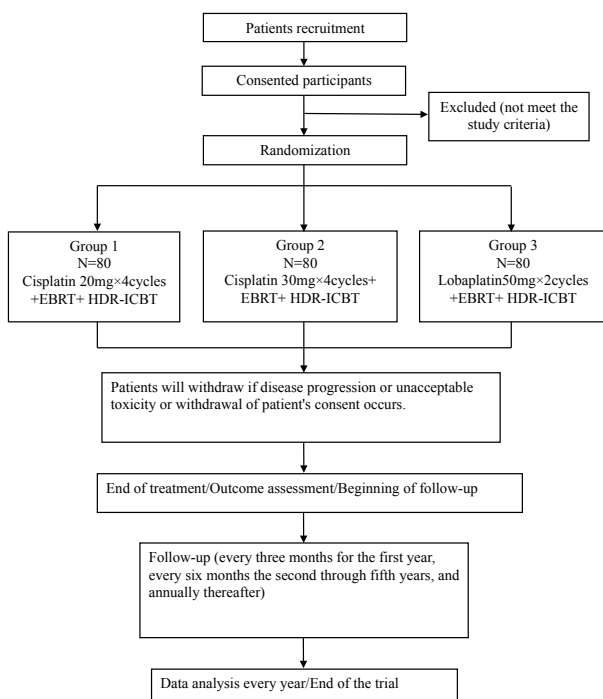 Patients recruitment
Consented participants
Excluded (not meet the
study criteria)
Randomization
Group 1
N=80
Cisplatin 20mg×4cycles
+EBRT+ HDR-ICBT
Group 2
N=80
Cisplatin 30mg×4cycles+
EBRT+ HDR-ICBT
Group 3
N=80
Lobaplatin50mg×2cycles
+EBRT+ HDR-ICBT
Patients will withdraw if disease progression or unacceptable
toxicity or withdrawal of patient's consent occurs.
End of treatment/Outcome assessment/Beginning of follow-up
Follow-up (every three months for the first year,
every six months the second through fifth years, and
annually thereafter)
Data analysis every year/End of the trial